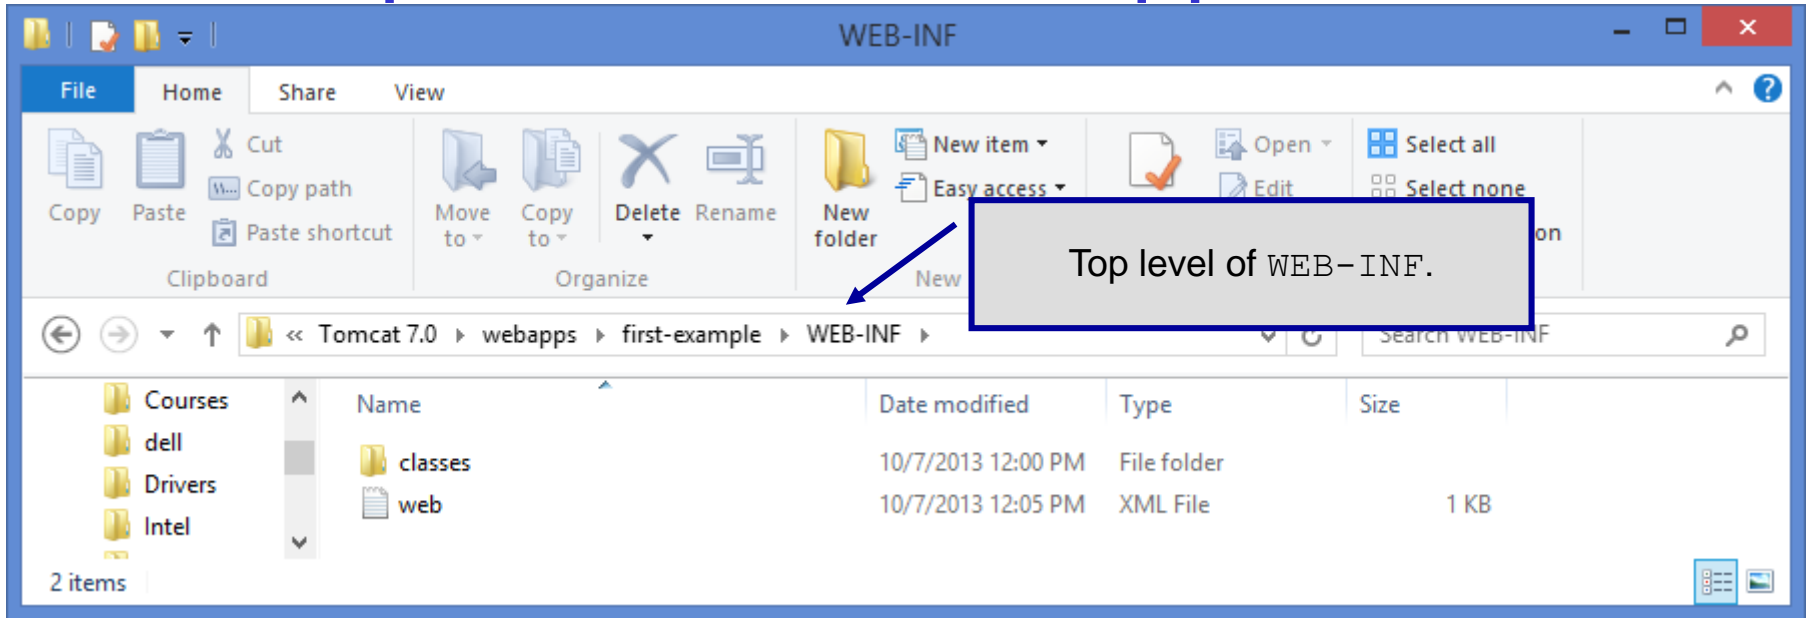 WEB-INF
File Home Share View
Copy Paste Cut Copy path Paste shortcut
Move to Copy to Delete Rename
New folder New item Easy access
Open Edit
Select all Select none
on
Clipboard Organize New
Top level of WEB-INF.
« Tomcat 7.0 webapps first-example WEB-INF
Search WEB-INF
Courses
dell
Drivers
Intel
Name Date modified Type Size
classes 10/7/2013 12:00 PM File folder
web 10/7/2013 12:05 PM XML File 1 KB
2 items